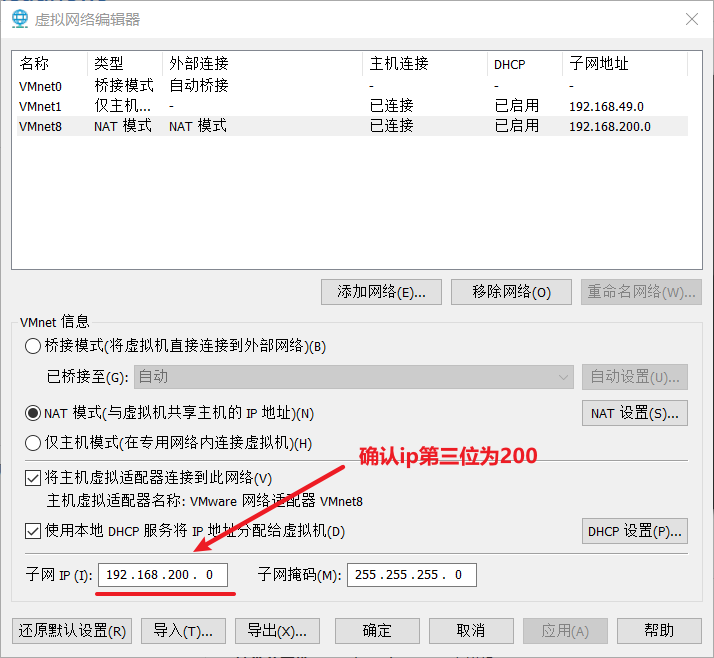 虚拟网络编辑器
名称 类型 外部连接 主机连接 DHCP 子网地址
VMnet0 桥接模式 自动桥接 - - -
VMnet1 仅主机... - 已连接 已启用 192.168.49.0
VMnet8 NAT 模式 NAT 模式 已连接 已启用 192.168.200.0
添加网络(E)... 移除网络(O) 重命名网络(W)...
VMnet 信息
桥接模式(将虚拟机直接连接到外部网络)(B)
已桥接至(G): 自动 自动设置(U)...
NAT 模式(与虚拟机共享主机的 IP 地址)(N) NAT 设置(S)...
仅主机模式(在专用网络内连接虚拟机)(H)
确认ip第三位为200
将主机虚拟适配器连接到此网络(V)
主机虚拟适配器名称: VMware 网络适配器 VMnet8
使用本地 DHCP 服务将 IP 地址分配给虚拟机(D) DHCP 设置(P)...
子网 IP (I): 192.168.200. 0 子网掩码(M): 255.255.255. 0
还原默认设置(R) 导入(T)... 导出(X)... 确定 取消 应用(A) 帮助